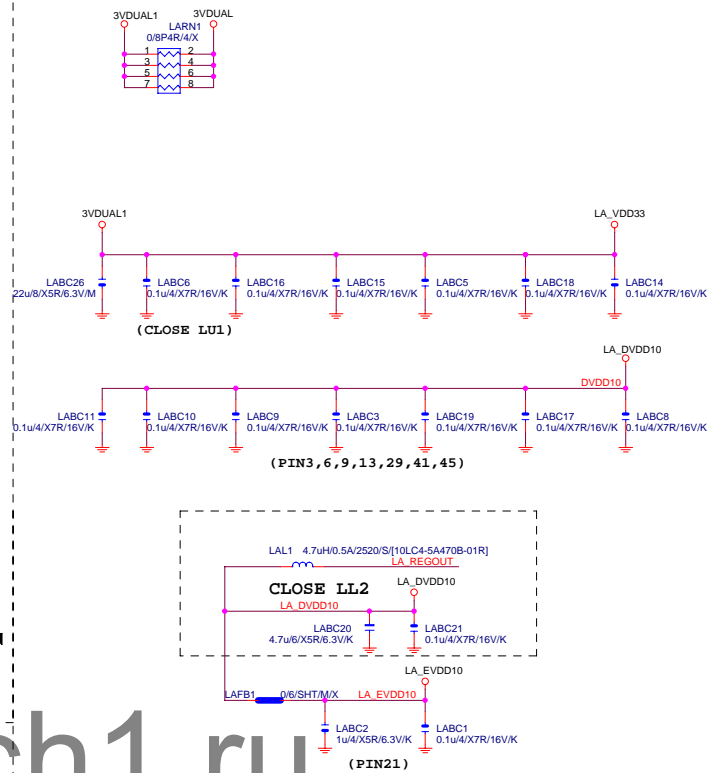 3VDUAL1 3VDUAL
LARN1
0/8P4R/4/X
1 2
3 4
5 6
7 8
3VDUAL1 LA_VDD33
LABC26 LABC6 LABC16 LABC15 LABC5 LABC18 LABC14
22u/8/X5R/6.3V/M 0.1u/4/X7R/16V/K 0.1u/4/X7R/16V/K 0.1u/4/X7R/16V/K 0.1u/4/X7R/16V/K 0.1u/4/X7R/16V/K 0.1u/4/X7R/16V/K
(CLOSE LU1)
LA_DVDD10
DVDD10
LABC11 LABC10 LABC9 LABC3 LABC19 LABC17 LABC8
0.1u/4/X7R/16V/K 0.1u/4/X7R/16V/K 0.1u/4/X7R/16V/K 0.1u/4/X7R/16V/K 0.1u/4/X7R/16V/K 0.1u/4/X7R/16V/K 0.1u/4/X7R/16V/K
(PIN3,6,9,13,29,41,45)
LAL1 4.7uH/0.5A/2520/S/[10LC4-5A470B-01R]
LA_REGOUT
CLOSE LL2 LA_DVDD10
LA_DVDD10
LABC20 LABC21
4.7u/6/X5R/6.3V/K 0.1u/4/X7R/16V/K
LA_EVDD10
LAFB1 0/6/SHT/M/X LA_EVDD10
LABC2 LABC1
1u/4/X5R/6.3V/K 0.1u/4/X7R/16V/K
(PIN21)
ch1.ru